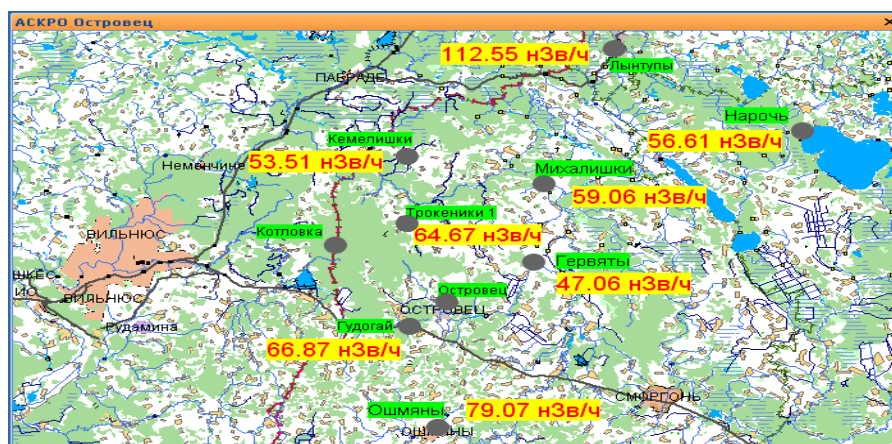 АСКРО Островец
112.55 нЗв/ч
Лынтупы
ПАБРАДЕ
Нарочь
56.61 нЗв/ч
Кемелишки
53.51 нЗв/ч
Неменчине
Михалишки
59.06 нЗв/ч
Трокеники 1
64.67 нЗв/ч
ВИЛЬНЮС
Котловка
Гервяты
47.06 нЗв/ч
ШКЕС
ИС
ВИЛЬНЮС
Островец
ОСТРОВЕЦ
Рудамина
Гудогай
66.87 нЗв/ч
СМОРГОНЬ
Ошмяны
79.07 нЗв/ч
ОШМЯНЫ